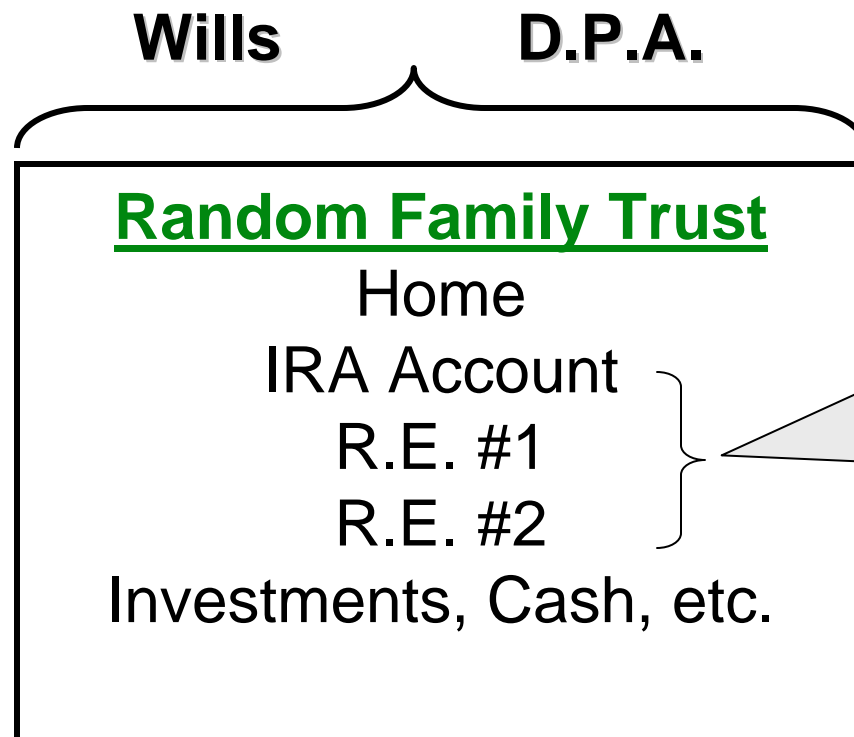 Wills D.P.A.
Random Family Trust
Home
IRA Account
R.E. #1
R.E. #2
Investments, Cash, etc.